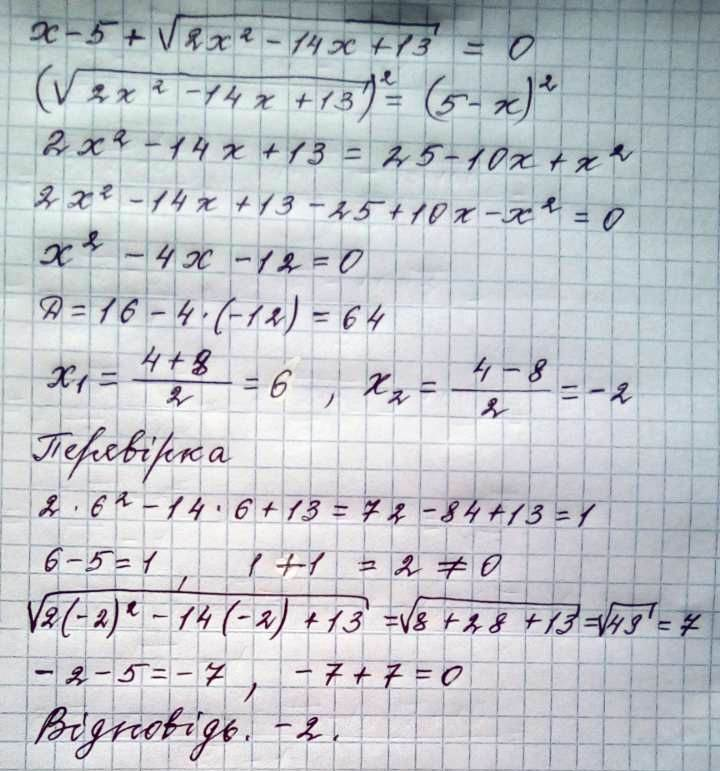 x - 5 + √(2x² - 14x + 13) = 0
(√(2x² - 14x + 13))² = (5 - x)²
2x² - 14x + 13 = 25 - 10x + x²
2x² - 14x + 13 - 25 + 10x - x² = 0
x² - 4x - 12 = 0
D = 16 - 4·(-12) = 64
x₁ = (4+8)/2 = 6 , x₂ = (4-8)/2 = -2
Перевірка
2·6² - 14·6 + 13 = 72 - 84 + 13 = 1
6 - 5 = 1 , 1 + 1 = 2 ≠ 0
√(2(-2)² - 14(-2) + 13) = √(8 + 28 + 13) = √49 = 7
-2 - 5 = -7 , -7 + 7 = 0
Відповідь. -2.